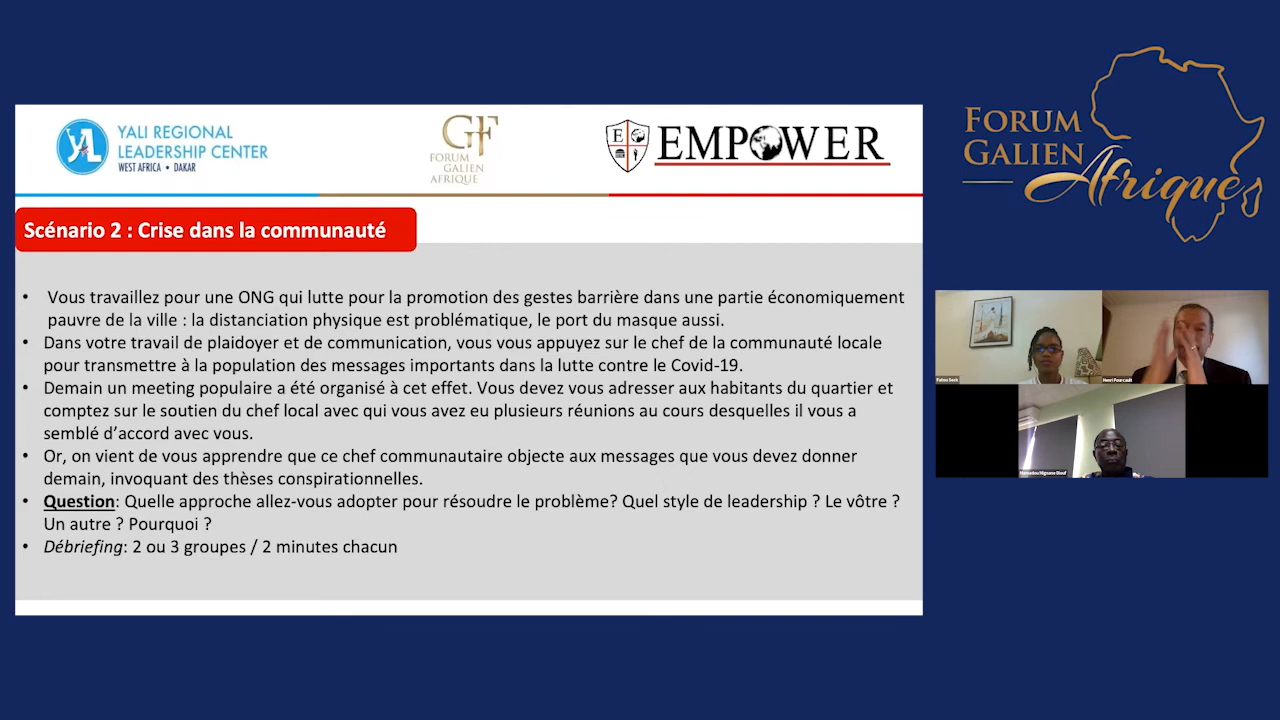 YALI REGIONAL
LEADERSHIP CENTER
WEST AFRICA • DAKAR
GF
FORUM
GALIEN
AFRIQUE
E
EMPOWER
Scénario 2 : Crise dans la communauté
• Vous travaillez pour une ONG qui lutte pour la promotion des gestes barrière dans une partie économiquement
pauvre de la ville : la distanciation physique est problématique, le port du masque aussi.
• Dans votre travail de plaidoyer et de communication, vous vous appuyez sur le chef de la communauté locale
pour transmettre à la population des messages importants dans la lutte contre le Covid-19.
• Demain un meeting populaire a été organisé à cet effet. Vous devez vous adresser aux habitants du quartier et
comptez sur le soutien du chef local avec qui vous avez eu plusieurs réunions au cours desquelles il vous a
semblé d’accord avec vous.
• Or, on vient de vous apprendre que ce chef communautaire objecte aux messages que vous devez donner
demain, invoquant des thèses conspirationnelles.
• Question: Quelle approche allez-vous adopter pour résoudre le problème? Quel style de leadership ? Le vôtre ?
Un autre ? Pourquoi ?
• Débriefing: 2 ou 3 groupes / 2 minutes chacun
FORUM
GALIEN
Afrique
Fatou Seck
Henri Fourcault
Mamadou Mignane Diouf